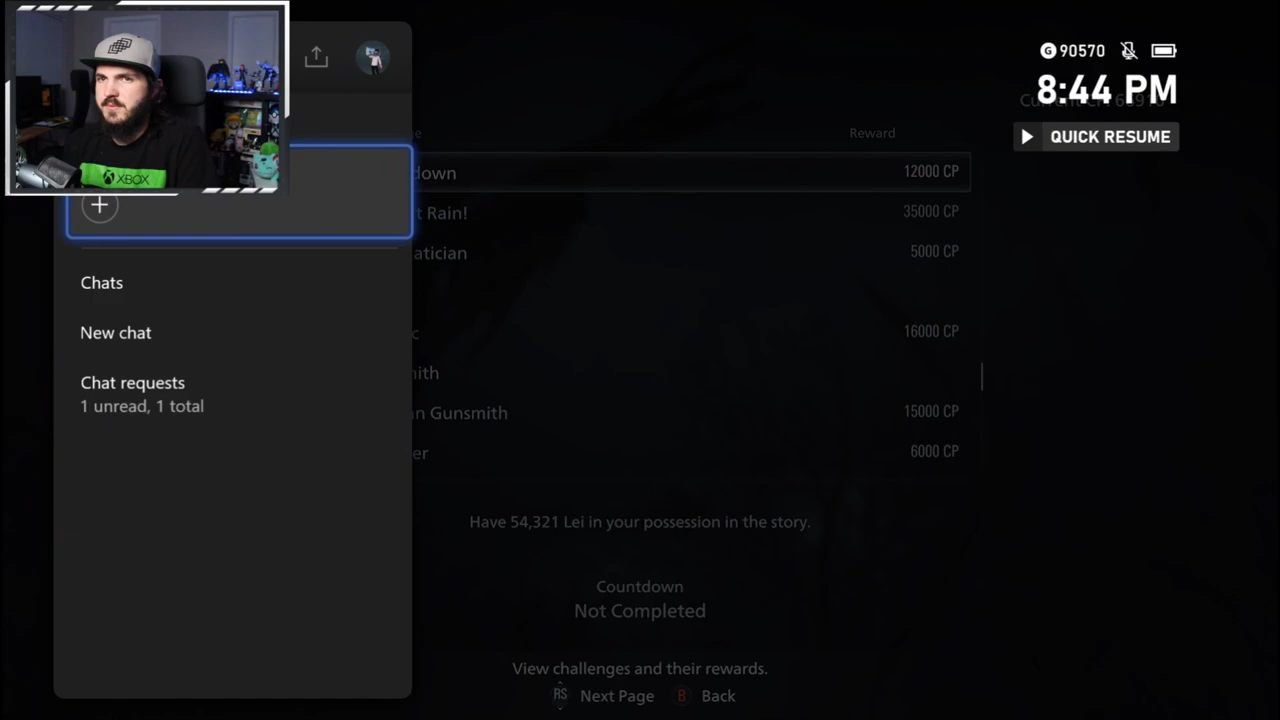 G 90570
8:44 PM
QUICK RESUME
XBOX
Reward
down 12000 CP
t Rain! 35000 CP
atician 5000 CP
c 16000 CP
ith
n Gunsmith 15000 CP
er 6000 CP
Chats
New chat
Chat requests
1 unread, 1 total
Have 54,321 Lei in your possession in the story.
Countdown
Not Completed
View challenges and their rewards.
RS Next Page B Back